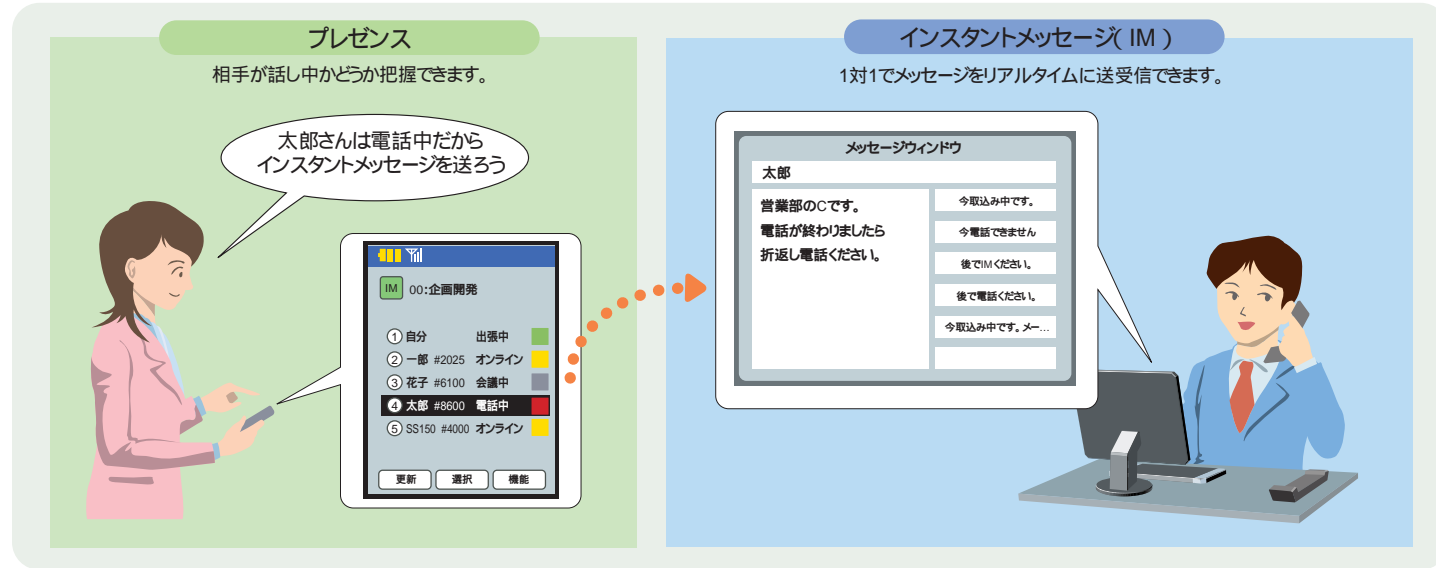 プレゼンス
相手が話し中かどうか把握できます。
太郎さんは電話中だから
インスタントメッセージを送ろう
IM 00:企画開発
① 自分 出張中
② 一郎 #2025 オンライン
③ 花子 #6100 会議中
④ 太郎 #8600 電話中
⑤ SS150 #4000 オンライン
更新 選択 機能
インスタントメッセージ(IM)
1対1でメッセージをリアルタイムに送受信できます。
メッセージウィンドウ
太郎
営業部のCです。
電話が終わりましたら
折返し電話ください。
今取込み中です。
今電話できません
後でIMください。
後で電話ください。
今取込み中です。メー…